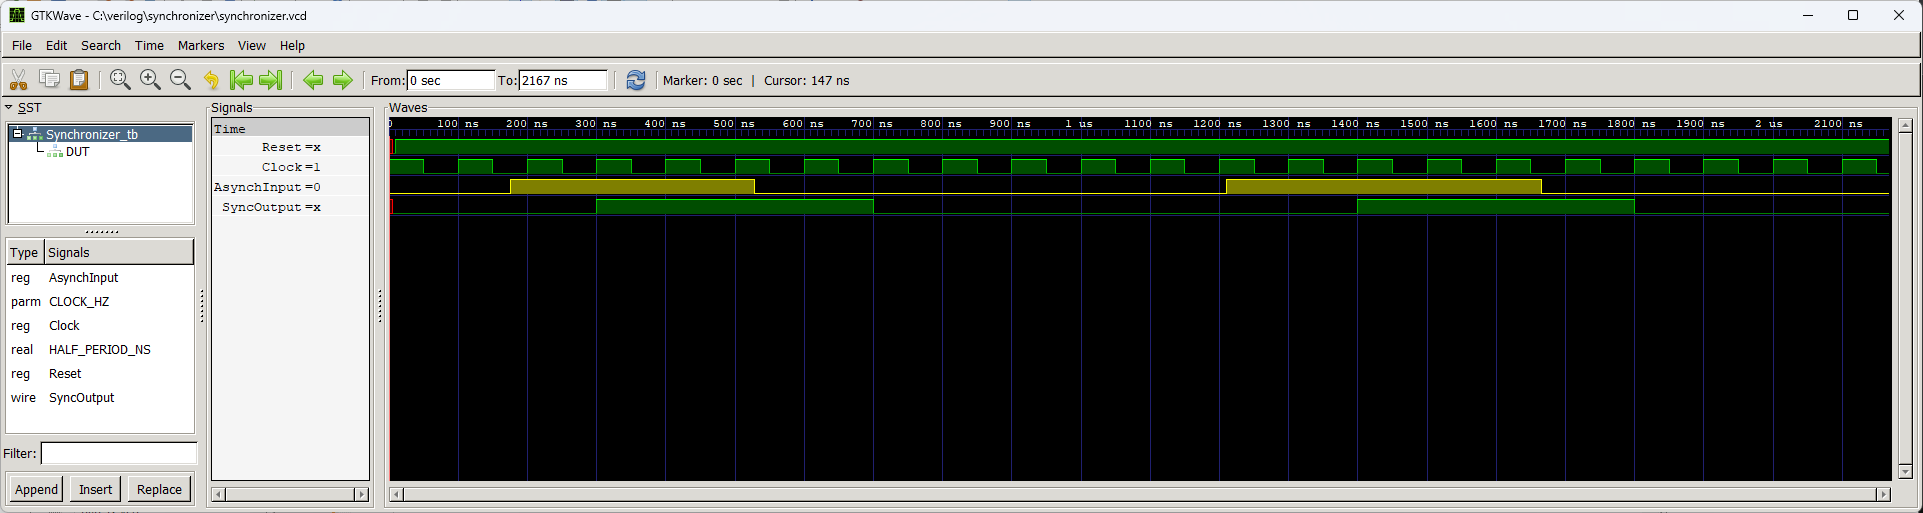 GTKWave - C:\verilog\synchronizer\synchronizer.vcd
File Edit Search Time Markers View Help
From: 0 sec To: 2167 ns Marker: 0 sec | Cursor: 147 ns
SST
Synchronizer_tb
DUT
Type Signals
reg AsynchInput
parm CLOCK_HZ
reg Clock
real HALF_PERIOD_NS
reg Reset
wire SyncOutput
Filter:
Append Insert Replace
Signals
Time
Reset =x
Clock =1
AsynchInput =0
SyncOutput =x
Waves
0 100 ns 200 ns 300 ns 400 ns 500 ns 600 ns 700 ns 800 ns 900 ns 1 us 1100 ns 1200 ns 1300 ns 1400 ns 1500 ns 1600 ns 1700 ns 1800 ns 1900 ns 2 us 2100 ns